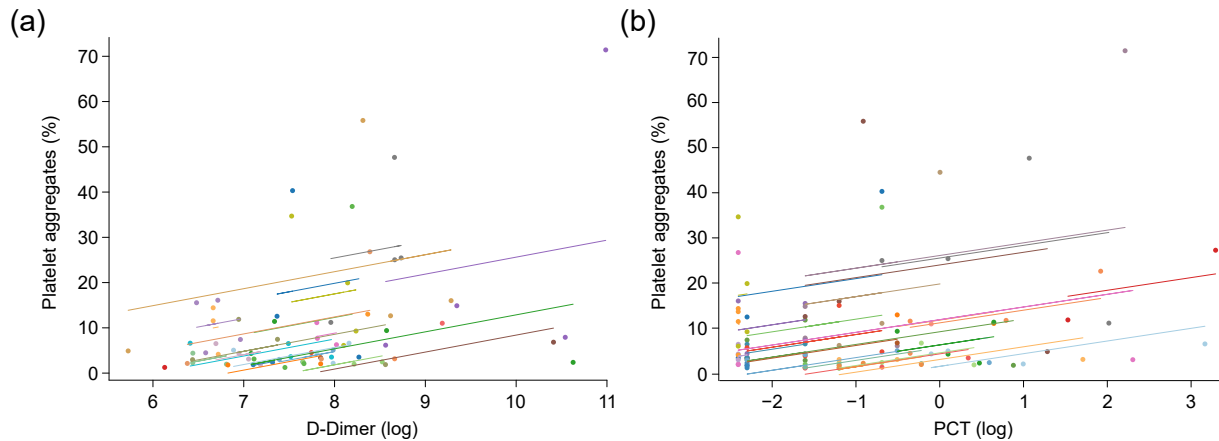 (a)
Platelet aggregates (%)
70
60
50
40
30
20
10
0
6 7 8 9 10 11
D-Dimer (log)
(b)
Platelet aggregates (%)
70
60
50
40
30
20
10
0
−2 −1 0 1 2 3
PCT (log)